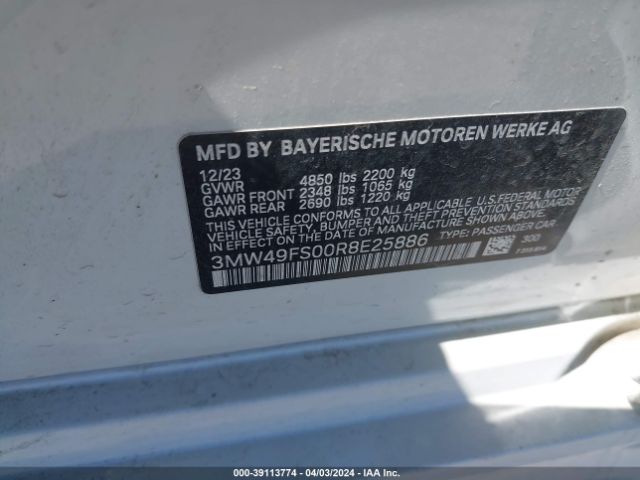 MFD BY BAYERISCHE MOTOREN WERKE AG
12/23
GVWR 4850 lbs 2200 kg
GAWR FRONT 2348 lbs 1065 kg
GAWR REAR 2690 lbs 1220 kg
THIS VEHICLE CONFORMS TO ALL APPLICABLE U.S. FEDERAL MOTOR
VEHICLE SAFETY, BUMPER AND THEFT PREVENTION STANDARDS IN
EFFECT ON THE DATE OF MANUFACTURE SHOWN ABOVE.
3MW49FS00R8E25886 TYPE: PASSENGER CAR
300
000-39113774 | 04/03/2024 | IAA Inc.